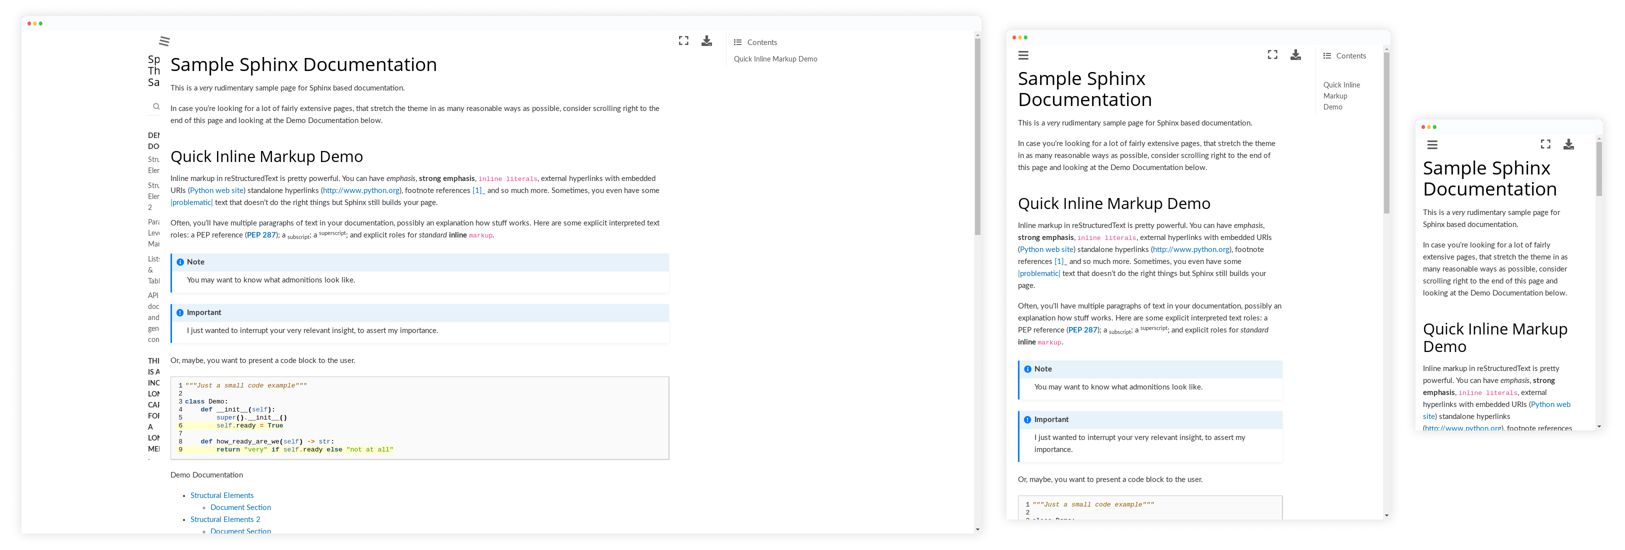 Sp
Th
Sa
DEM
DO
Stru
Eler
Stru
Eler
2
Para
Leve
Mar
List
&
Tabl
API
doc
and
gen
con
THI
IS A
INC
LON
CAP
FOR
A
LON
MEI
Sample Sphinx Documentation
This is a very rudimentary sample page for Sphinx based documentation.
In case you're looking for a lot of fairly extensive pages, that stretch the theme in as many reasonable ways as possible, consider scrolling right to the
end of this page and looking at the Demo Documentation below.
Quick Inline Markup Demo
Inline markup in reStructuredText is pretty powerful. You can have emphasis, strong emphasis, inline literals, external hyperlinks with embedded
URIs (Python web site) standalone hyperlinks (http://www.python.org), footnote references [1]_ and so much more. Sometimes, you even have some
|problematic| text that doesn't do the right things but Sphinx still builds your page.
Often, you'll have multiple paragraphs of text in your documentation, possibly an explanation how stuff works. Here are some explicit interpreted text
roles: a PEP reference (PEP 287); a subscript; a superscript; and explicit roles for standard inline markup.
Note
You may want to know what admonitions look like.
Important
I just wanted to interrupt your very relevant insight, to assert my importance.
Or, maybe, you want to present a code block to the user.
1 """Just a small code example"""
2
3 class Demo:
4     def __init__(self):
5         super().__init__()
6         self.ready = True
7
8     def how_ready_are_we(self) -> str:
9         return "very" if self.ready else "not at all"
Demo Documentation
Structural Elements
Document Section
Structural Elements 2
Document Section
Contents
Quick Inline Markup Demo
Sample Sphinx
Documentation
This is a very rudimentary sample page for Sphinx based documentation.
In case you're looking for a lot of fairly extensive pages, that stretch the theme
in as many reasonable ways as possible, consider scrolling right to the end of
this page and looking at the Demo Documentation below.
Quick Inline Markup Demo
Inline markup in reStructuredText is pretty powerful. You can have emphasis,
strong emphasis, inline literals, external hyperlinks with embedded URIs
(Python web site) standalone hyperlinks (http://www.python.org), footnote
references [1]_ and so much more. Sometimes, you even have some
|problematic| text that doesn't do the right things but Sphinx still builds your
page.
Often, you'll have multiple paragraphs of text in your documentation, possibly an
explanation how stuff works. Here are some explicit interpreted text roles: a
PEP reference (PEP 287); a subscript; a superscript; and explicit roles for standard
inline markup.
Note
You may want to know what admonitions look like.
Important
I just wanted to interrupt your very relevant insight, to assert my
importance.
Or, maybe, you want to present a code block to the user.
1 """Just a small code example"""
2
Contents
Quick Inline
Markup
Demo
Sample Sphinx
Documentation
This is a very rudimentary sample page for
Sphinx based documentation.
In case you're looking for a lot of fairly
extensive pages, that stretch the theme in as
many reasonable ways as possible, consider
scrolling right to the end of this page and
looking at the Demo Documentation below.
Quick Inline Markup
Demo
Inline markup in reStructuredText is pretty
powerful. You can have emphasis, strong
emphasis, inline literals, external
hyperlinks with embedded URIs (Python web
site) standalone hyperlinks
(http://www.python.org), footnote references